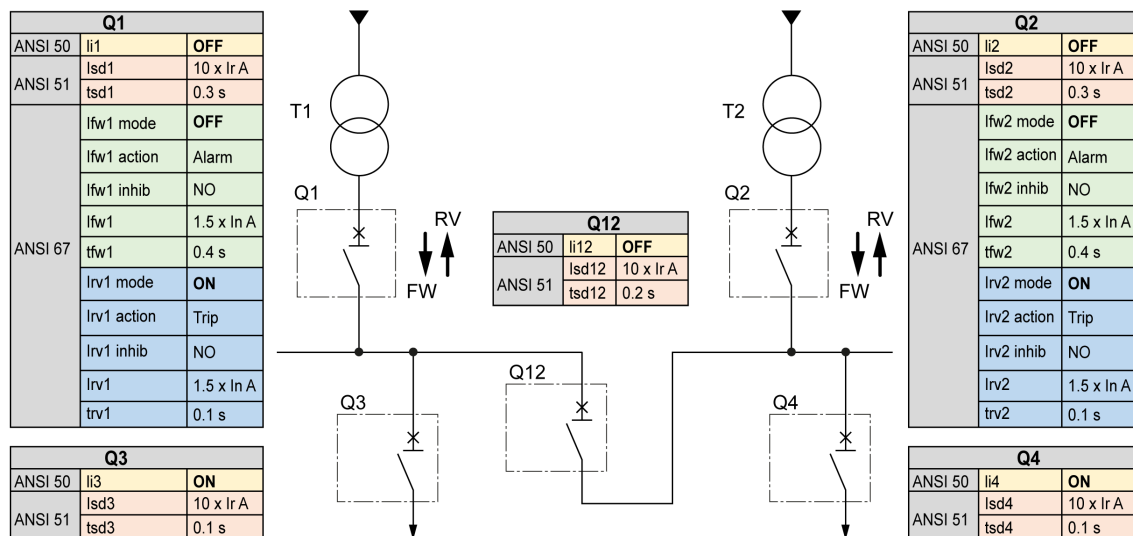 Q1
ANSI 50 Ii1 OFF
ANSI 51 Isd1 10 x Ir A
tsd1 0.3 s
ANSI 67 Ifw1 mode OFF
Ifw1 action Alarm
Ifw1 inhib NO
Ifw1 1.5 x In A
tfw1 0.4 s
Irv1 mode ON
Irv1 action Trip
Irv1 inhib NO
Irv1 1.5 x In A
trv1 0.1 s
Q3
ANSI 50 Ii3 ON
ANSI 51 Isd3 10 x Ir A
tsd3 0.1 s
T1
Q1
RV
FW
Q12
ANSI 50 Ii12 OFF
ANSI 51 Isd12 10 x Ir A
tsd12 0.2 s
T2
Q2
RV
FW
Q3
Q12
Q4
Q2
ANSI 50 Ii2 OFF
ANSI 51 Isd2 10 x Ir A
tsd2 0.3 s
ANSI 67 Ifw2 mode OFF
Ifw2 action Alarm
Ifw2 inhib NO
Ifw2 1.5 x In A
tfw2 0.4 s
Irv2 mode ON
Irv2 action Trip
Irv2 inhib NO
Irv2 1.5 x In A
trv2 0.1 s
Q4
ANSI 50 Ii4 ON
ANSI 51 Isd4 10 x Ir A
tsd4 0.1 s